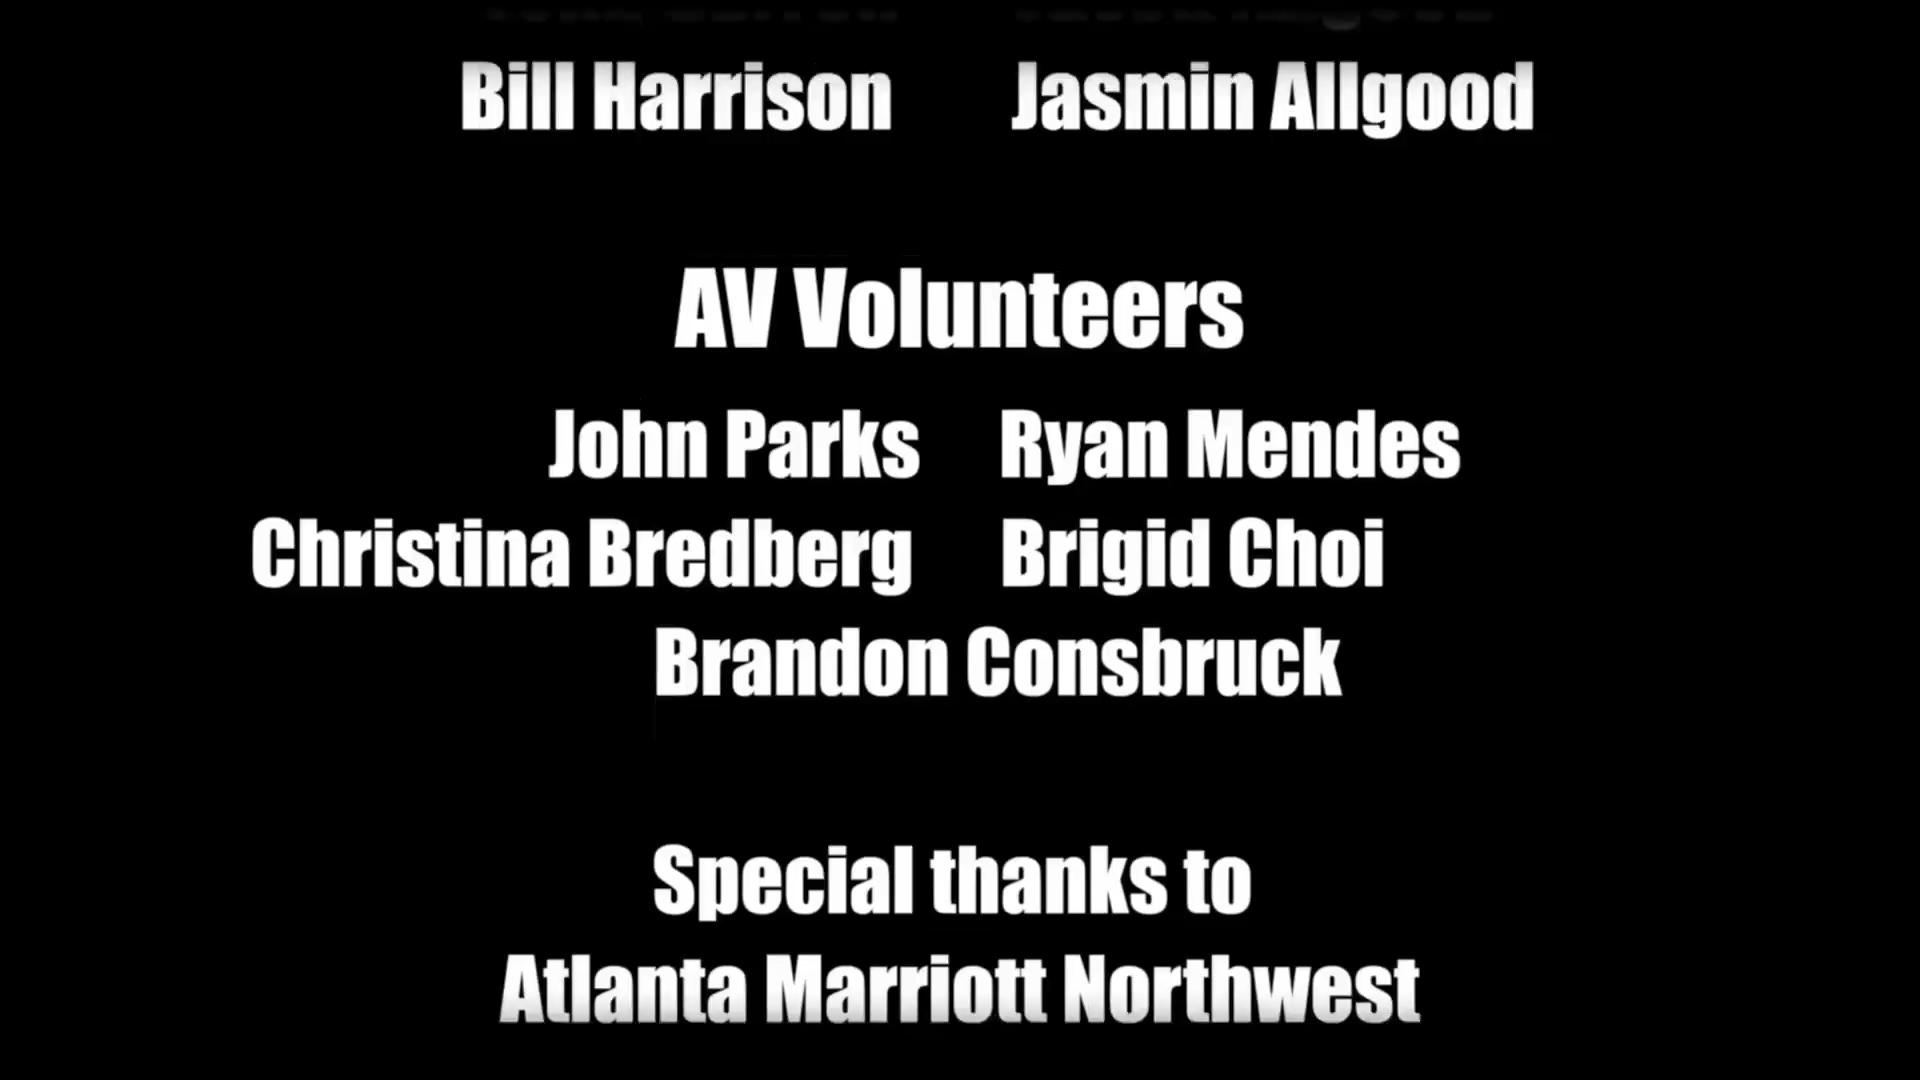 Bill Harrison Jasmin Allgood
AV Volunteers
John Parks Ryan Mendes
Christina Bredberg Brigid Choi
Brandon Consbruck
Special thanks to
Atlanta Marriott Northwest